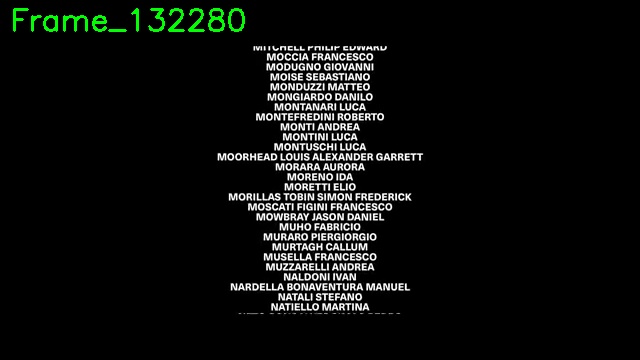 Frame_132280
MITCHELL PHILIP EDWARD
MOCCIA FRANCESCO
MODUGNO GIOVANNI
MOISE SEBASTIANO
MONDUZZI MATTEO
MONGIARDO DANILO
MONTANARI LUCA
MONTEFREDINI ROBERTO
MONTI ANDREA
MONTINI LUCA
MONTUSCHI LUCA
MOORHEAD LOUIS ALEXANDER GARRETT
MORARA AURORA
MORENO IDA
MORETTI ELIO
MORILLAS TOBIN SIMON FREDERICK
MOSCATI FIGINI FRANCESCO
MOWBRAY JASON DANIEL
MUHO FABRICIO
MURARO PIERGIORGIO
MURTAGH CALLUM
MUSELLA FRANCESCO
MUZZARELLI ANDREA
NALDONI IVAN
NARDELLA BONAVENTURA MANUEL
NATALI STEFANO
NATIELLO MARTINA